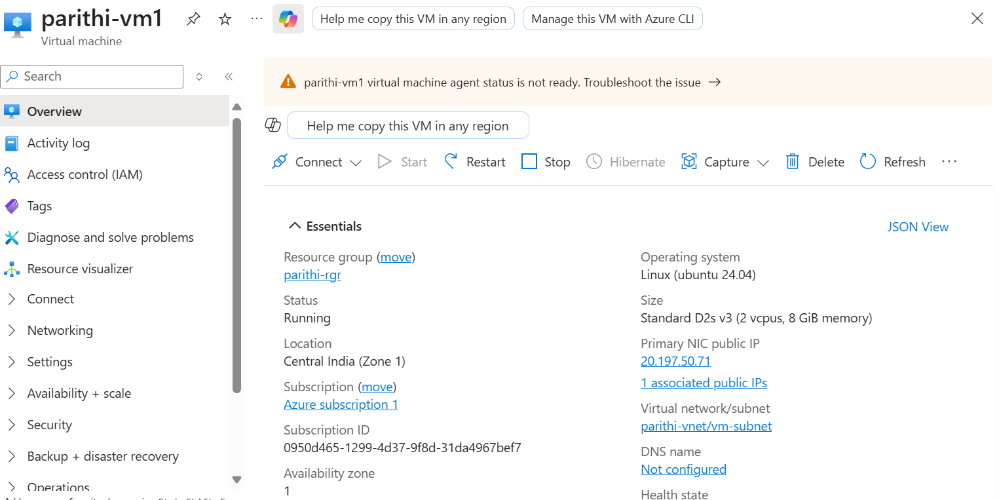 parithi-vm1
Virtual machine
Help me copy this VM in any region
Manage this VM with Azure CLI
Search
Overview
Activity log
Access control (IAM)
Tags
Diagnose and solve problems
Resource visualizer
Connect
Networking
Settings
Availability + scale
Security
Backup + disaster recovery
Operations
parithi-vm1 virtual machine agent status is not ready. Troubleshoot the issue →
Help me copy this VM in any region
Connect Start Restart Stop Hibernate Capture Delete Refresh ...
Essentials
JSON View
Resource group (move)
parithi-rgr
Status
Running
Location
Central India (Zone 1)
Subscription (move)
Azure subscription 1
Subscription ID
0950d465-1299-4d37-9f8d-31da4967bef7
Availability zone
1
Operating system
Linux (ubuntu 24.04)
Size
Standard D2s v3 (2 vcpus, 8 GiB memory)
Primary NIC public IP
20.197.50.71
1 associated public IPs
Virtual network/subnet
parithi-vnet/vm-subnet
DNS name
Not configured
Health state